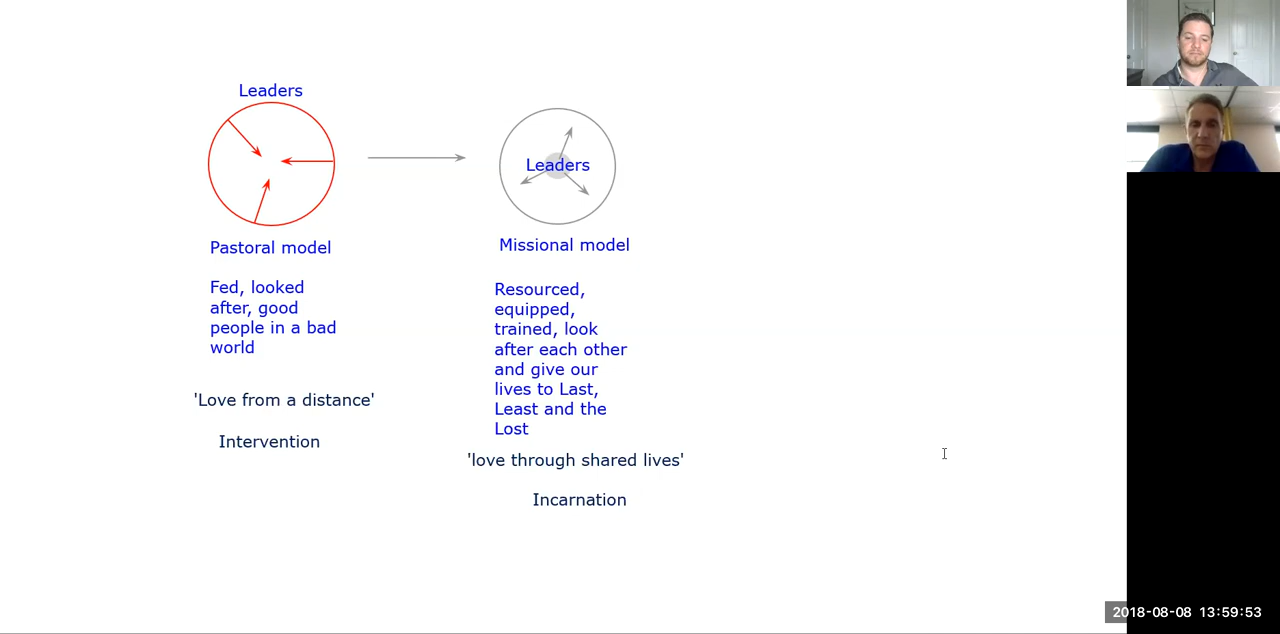 Leaders
Leaders
Pastoral model
Missional model
Fed, looked
after, good
people in a bad
world
Resourced,
equipped,
trained, look
after each other
and give our
lives to Last,
Least and the
Lost
'Love from a distance'
Intervention
'love through shared lives'
Incarnation
2018-08-08 13:59:53